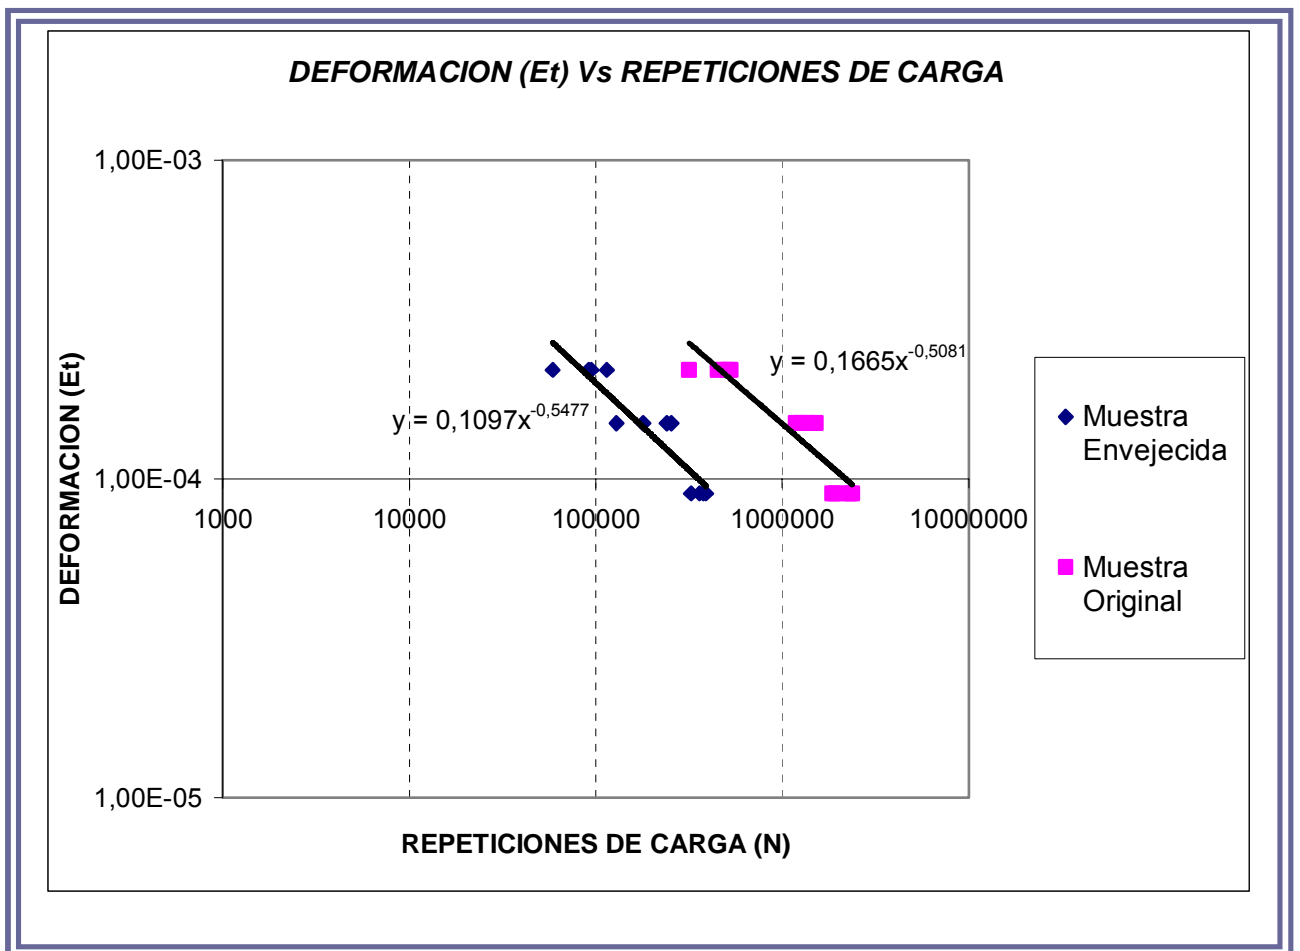 DEFORMACION (Et) Vs REPETICIONES DE CARGA
1,00E-03
y = 0,1665x^-0,5081
y = 0,1097x^-0,5477
1,00E-04
1000 10000 100000 1000000 10000000
1,00E-05
DEFORMACION (Et)
REPETICIONES DE CARGA (N)
Muestra
Envejecida
Muestra
Original